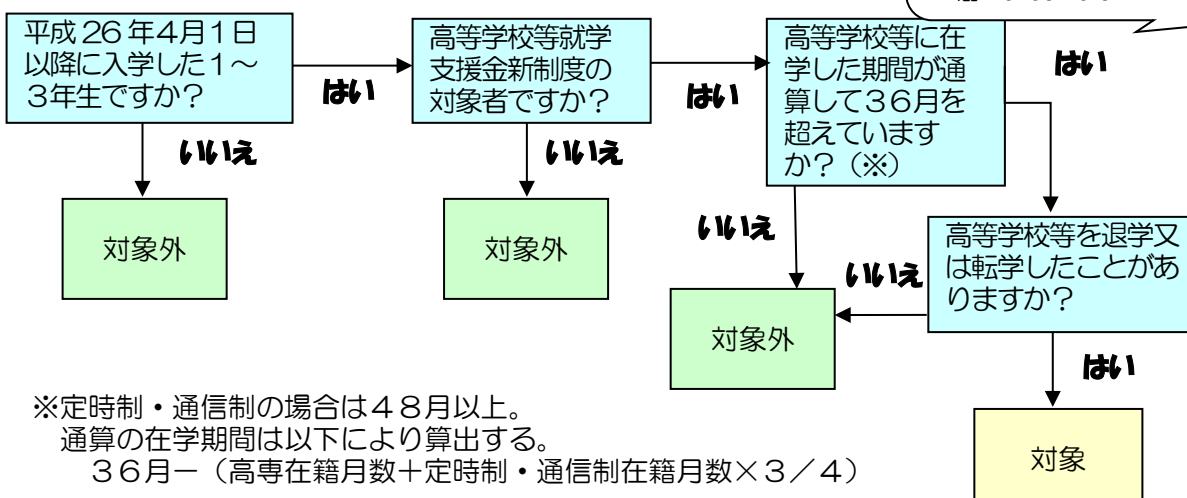 平成26年4月1日
以降に入学した1～
3年生ですか?
はい
いいえ
対象外
高等学校等就学
支援金新制度の
対象者ですか?
はい
いいえ
対象外
高等学校等に在
学した期間が通
算して36月を
超えています
か?(※)
はい
いいえ
対象外
高等学校等を退学又
は転学したことがあ
りますか?
いいえ
はい
対象
※定時制・通信制の場合は48月以上。
通算の在学期間は以下により算出する。
36月ー(高専在籍月数+定時制・通信制在籍月数×3/4)